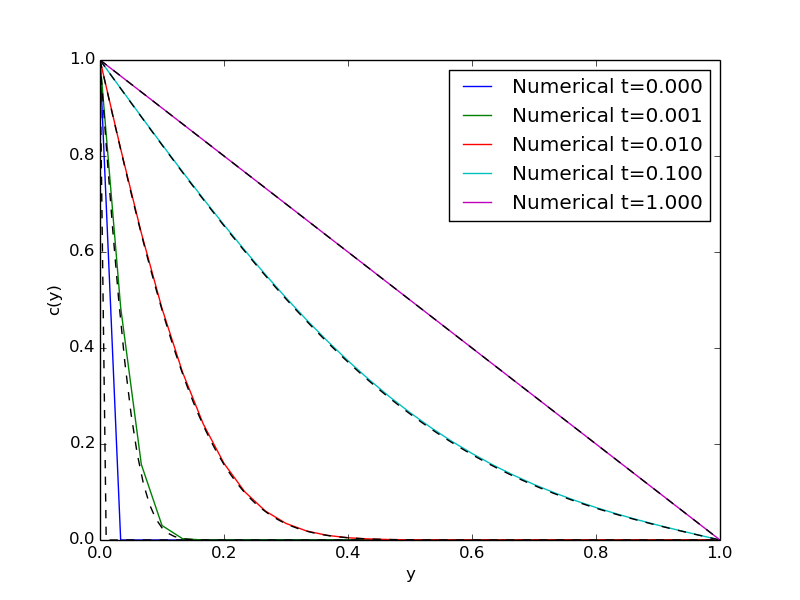 1.0
0.8
0.6
0.4
0.2
0.0
c(y)
0.0 0.2 0.4 0.6 0.8 1.0
y
Numerical t=0.000
Numerical t=0.001
Numerical t=0.010
Numerical t=0.100
Numerical t=1.000